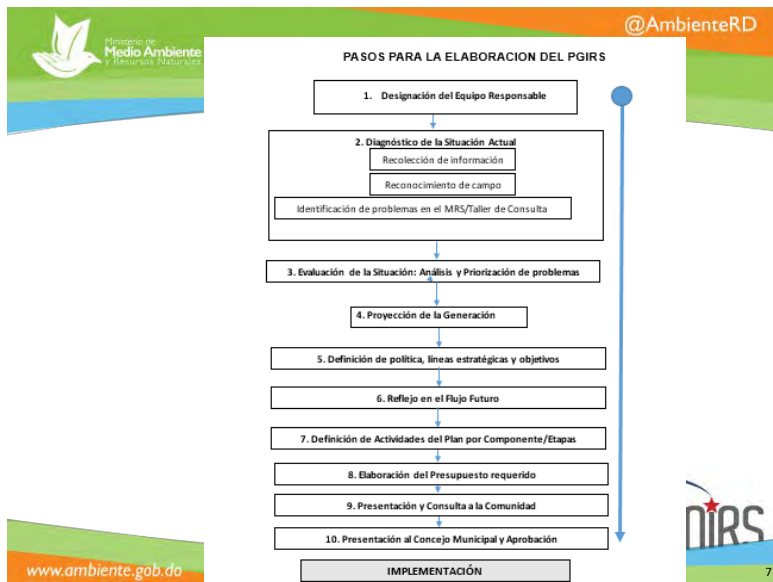 @AmbienteRD
Ministerio de
Medio Ambiente
y Recursos Naturales
PASOS PARA LA ELABORACION DEL PGIRS
1. Designación del Equipo Responsable
2. Diagnóstico de la Situación Actual
Recolección de información
Reconocimiento de campo
Identificación de problemas en el MRS/Taller de Consulta
3. Evaluación de la Situación: Análisis y Priorización de problemas
4. Proyección de la Generación
5. Definición de política, líneas estratégicas y objetivos
6. Reflejo en el Flujo Futuro
7. Definición de Actividades del Plan por Componente/Etapas
8. Elaboración del Presupuesto requerido
9. Presentación y Consulta a la Comunidad
10. Presentación al Concejo Municipal y Aprobación
IMPLEMENTACIÓN
www.ambiente.gob.do
7